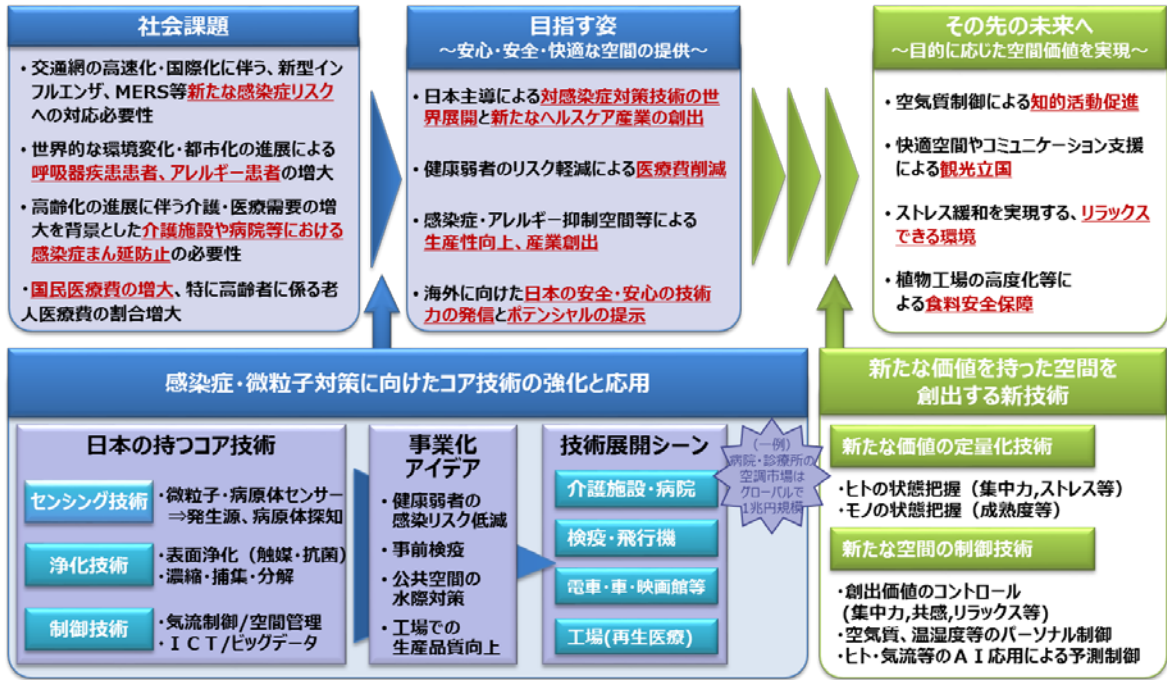 社会課題
・交通網の高速化・国際化に伴う、新型イン
フルエンザ、MERS等新たな感染症リスク
への対応必要性
・世界的な環境変化・都市化の進展による
呼吸器疾患患者、アレルギー患者の増大
・高齢化の進展に伴う介護・医療需要の増
大を背景とした介護施設や病院等における
感染症まん延防止の必要性
・国民医療費の増大、特に高齢者に係る老
人医療費の割合増大
目指す姿
～安心・安全・快適な空間の提供～
・日本主導による対感染症対策技術の世
界展開と新たなヘルスケア産業の創出
・健康弱者のリスク軽減による医療費削減
・感染症・アレルギー抑制空間等による
生産性向上、産業創出
・海外に向けた日本の安全・安心の技術
力の発信とポテンシャルの提示
その先の未来へ
～目的に応じた空間価値を実現～
・空気質制御による知的活動促進
・快適空間やコミュニケーション支援
による観光立国
・ストレス緩和を実現する、リラックス
できる環境
・植物工場の高度化等に
よる食料安全保障
感染症・微粒子対策に向けたコア技術の強化と応用
日本の持つコア技術
センシング技術
・微粒子・病原体センサー
⇒発生源、病原体探知
浄化技術
・表面浄化（触媒・抗菌）
・濃縮・捕集・分解
制御技術
・気流制御/空間管理
・ＩＣＴ/ビッグデータ
事業化
アイデア
・健康弱者の
感染リスク低減
・事前検疫
・公共空間の
水際対策
・工場での
生産品質向上
技術展開シーン
介護施設・病院
検疫・飛行機
電車・車・映画館等
工場(再生医療)
（一例）
病院・診療所の
空調市場は
グローバルで
1兆円規模
新たな価値を持った空間を
創出する新技術
新たな価値の定量化技術
・ヒトの状態把握（集中力,ストレス等）
・モノの状態把握（成熟度等）
新たな空間の制御技術
・創出価値のコントロール
(集中力,共感,リラックス等)
・空気質、温湿度等のパーソナル制御
・ヒト・気流等のＡＩ応用による予測制御